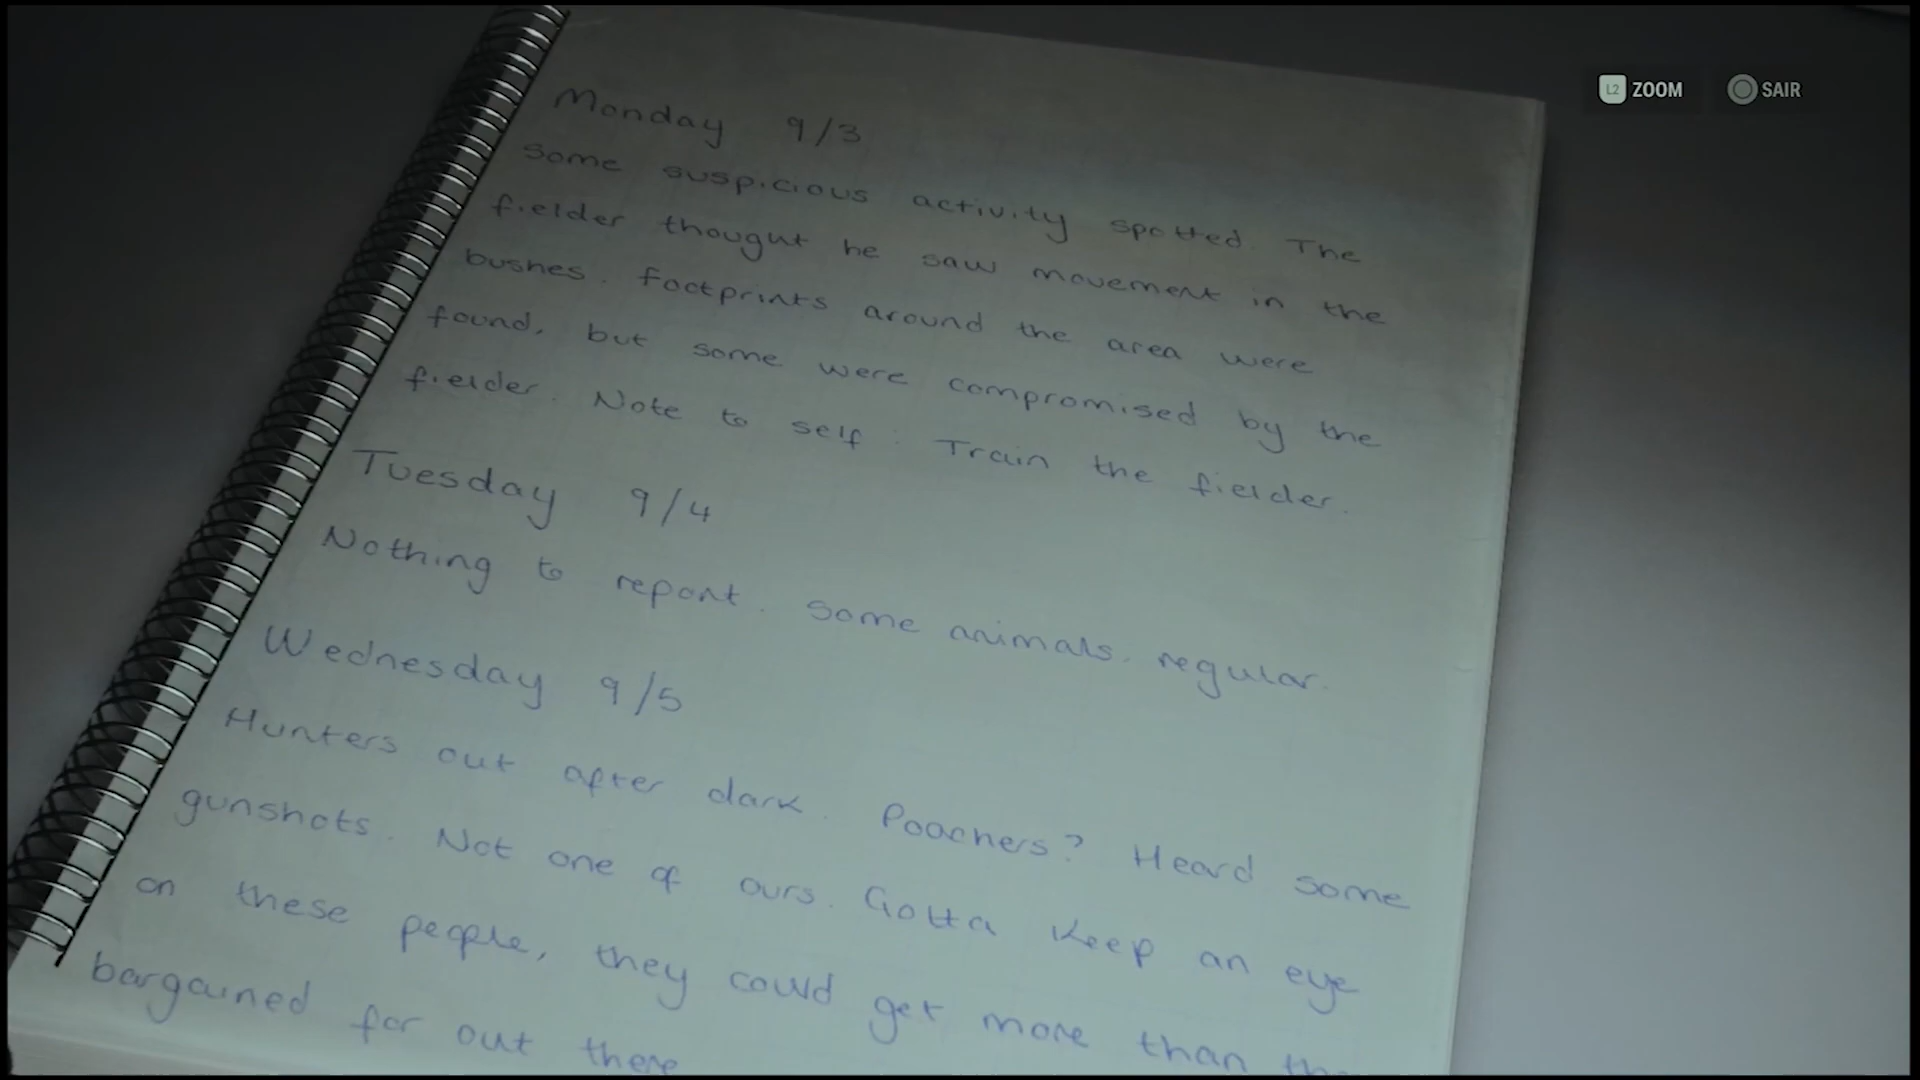 L2 ZOOM SAIR
Monday 9/3
Some suspicious activity spotted. The
fielder thought he saw movement in the
bushes. Footprints around the area were
found, but some were compromised by the
fielder. Note to self: Train the fielder.
Tuesday 9/4
Nothing to report. Some animals, regular.
Wednesday 9/5
Hunters out after dark. Poachers? Heard some
gunshots. Not one of ours. Gotta keep an eye
on these people, they could get more than
bargained for out there